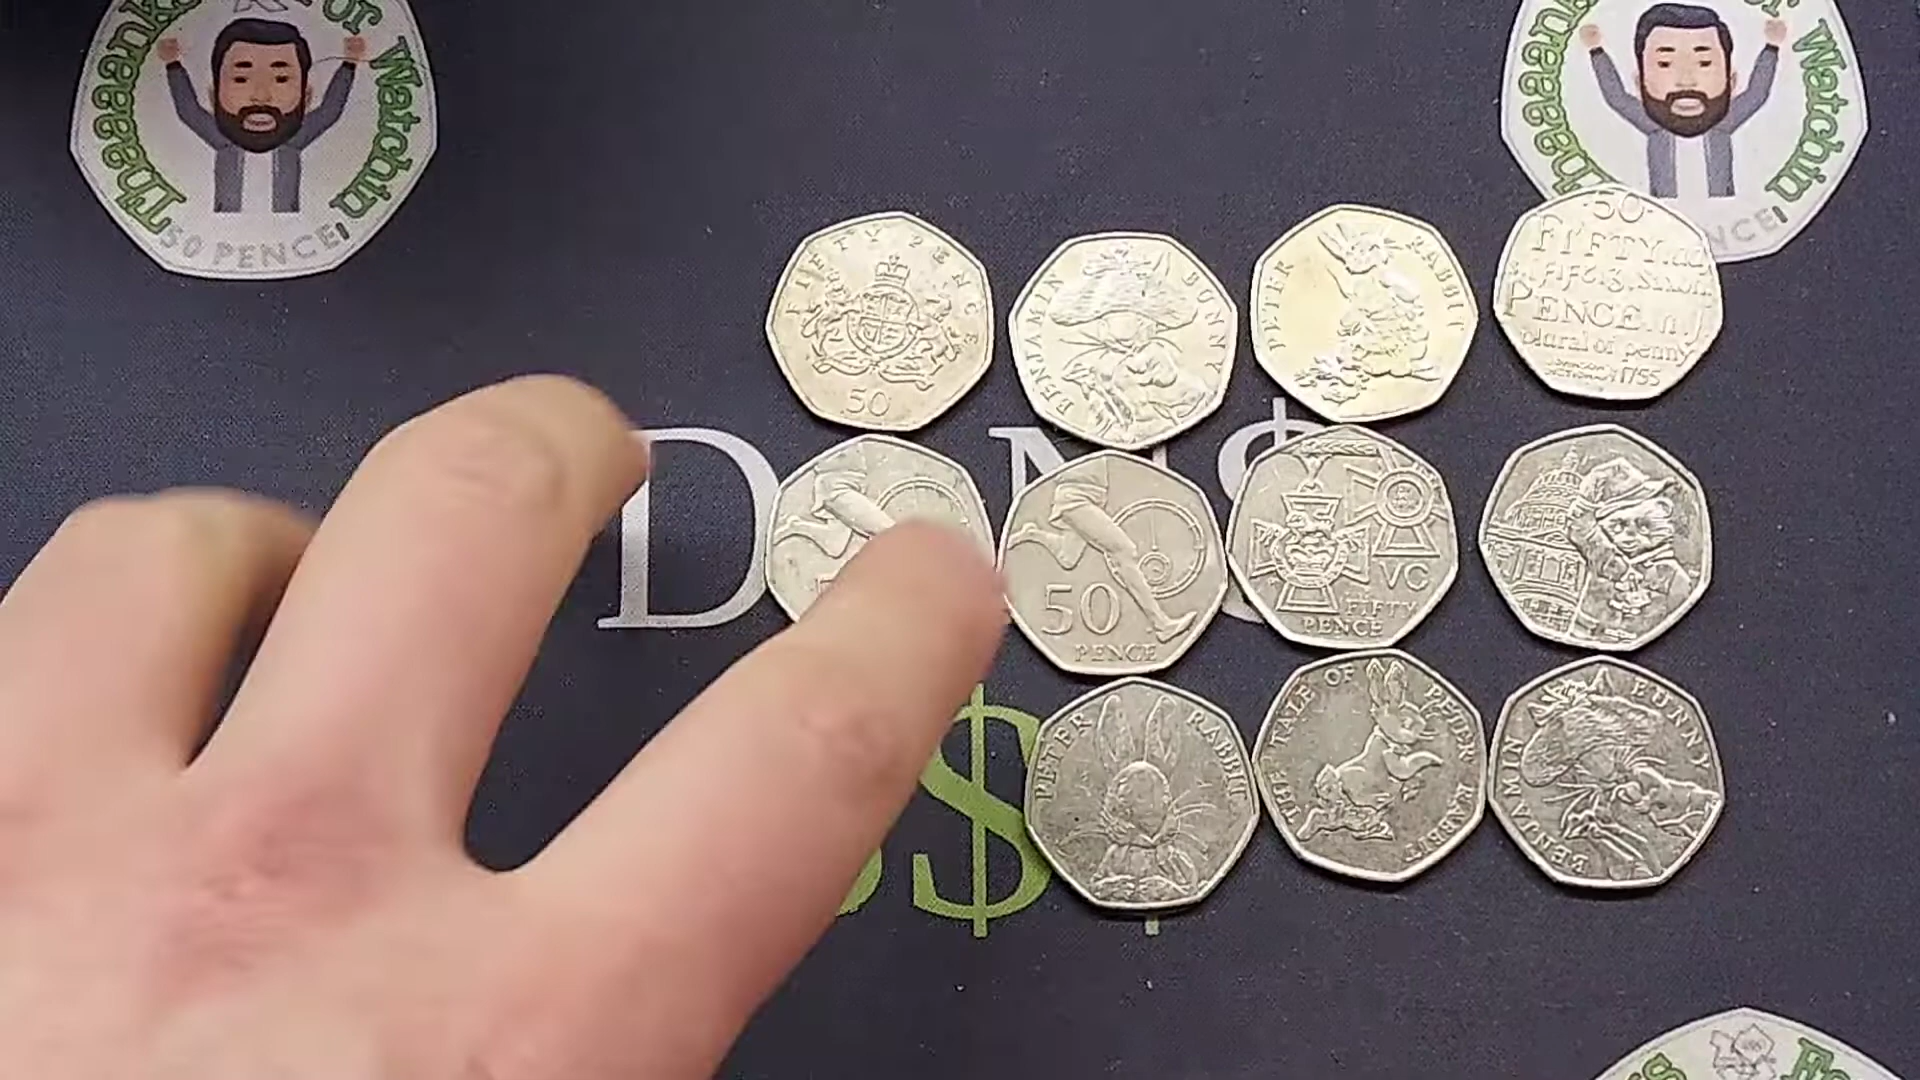 Thaaaanks For Watchin
50 PENCE
Thaaaanks For Watchin
NCE
FIFTY PENCE
50
BENJAMIN BUNNY
PETER RABBIT
50
FIFTY
PENCE
plural of penny
1755
50
PENCE
VC
FIFTY
PENCE
PETER RABBIT
THE TALE OF PETER RABBIT
BENJAMIN BUNNY
D
N$
$